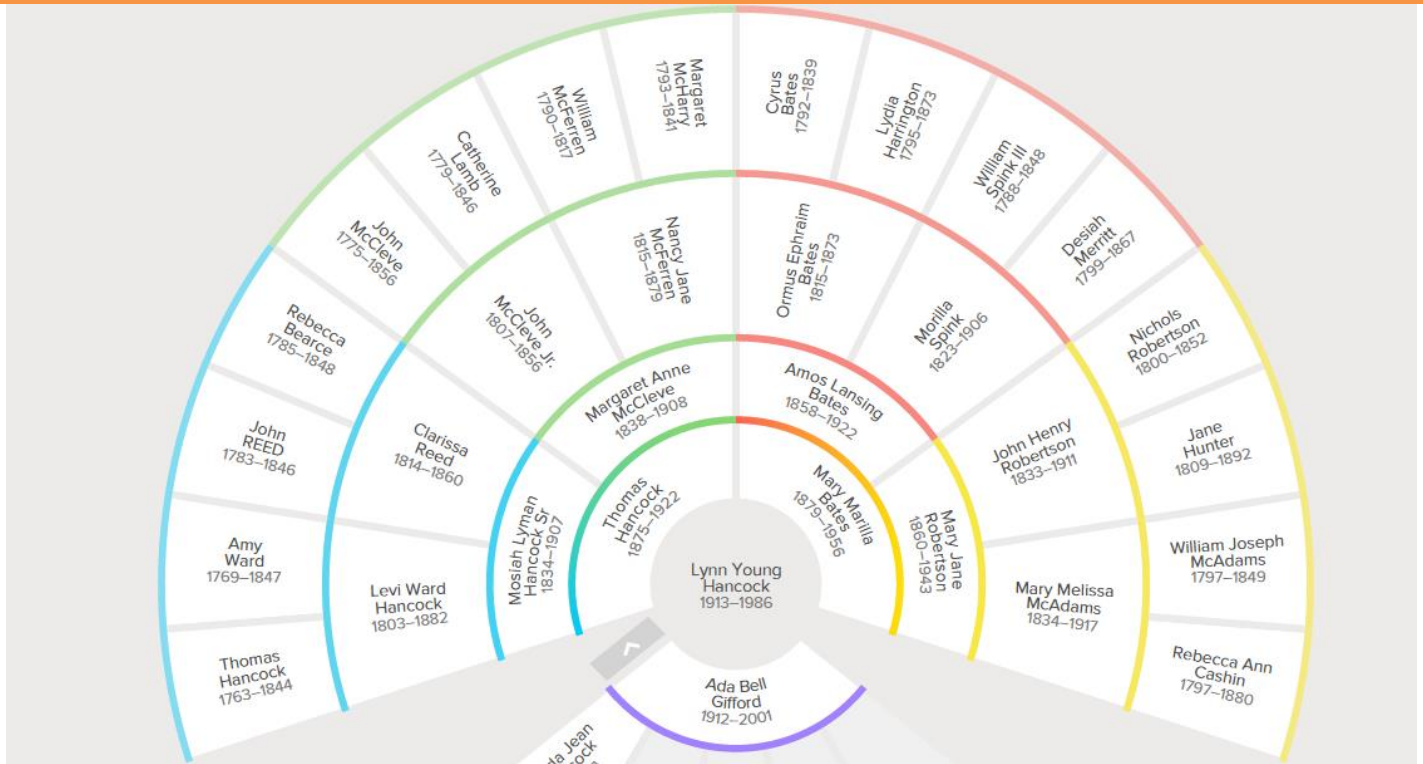 Thomas
Hancock
1763–1844
Amy
Ward
1769–1847
John
REED
1783–1846
Rebecca
Bearce
1785–1848
John
McCleve
1775–1856
Catherine
Lamb
1779–1846
William
McFerren
1790–1817
Margaret
McHarry
1793–1841
Cyrus
Bates
1792–1839
Lydia
Harrington
1795–1873
William
Spink III
1788–1848
Desiah
Merritt
1799–1867
Nichols
Robertson
1800–1852
Jane
Hunter
1809–1892
William Joseph
McAdams
1797–1849
Rebecca Ann
Cashin
1797–1880
Levi Ward
Hancock
1803–1882
Clarissa
Reed
1814–1860
John
McCleve Jr.
1807–1856
Nancy Jane
McFerren
1815–1879
Ormus Ephraim
Bates
1815–1873
Morilla
Spink
1823–1906
John Henry
Robertson
1833–1911
Mary Melissa
McAdams
1834–1917
Mosiah Lyman
Hancock Sr
1834–1907
Margaret Anne
McCleve
1838–1908
Amos Lansing
Bates
1858–1922
Mary Jane
Robertson
1860–1943
Thomas
Hancock
1875–1922
Mary Marilla
Bates
1879–1956
Lynn Young
Hancock
1913–1986
Ada Bell
Gifford
1912–2001
Jean